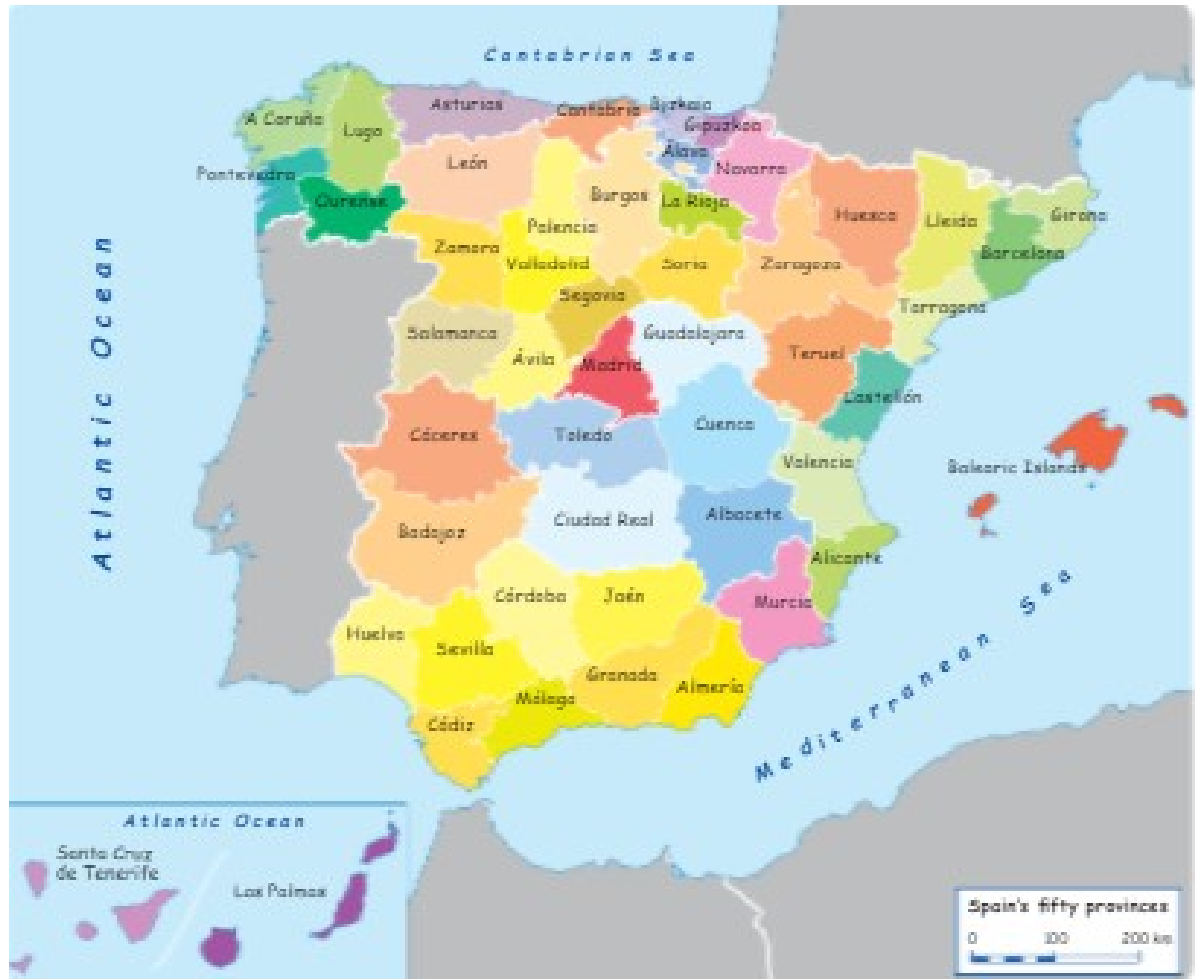 Cantabrian Sea
A Coruña
Lugo
Asturias
Cantabria
Byzkaia
Gipuzkoa
Pontevedra
Ourense
León
Álava
Navarra
Burgos
La Rioja
Palencia
Huesca
Lleida
Girona
Barcelona
Zamora
Valladolid
Soria
Zaragoza
Segovia
Tarragona
Salamanca
Ávila
Madrid
Guadalajara
Teruel
Castellón
Cáceres
Toledo
Cuenca
Valencia
Balearic Islands
Badajoz
Ciudad Real
Albacete
Alicante
Córdoba
Jaén
Murcia
Huelva
Sevilla
Granada
Almería
Málaga
Cádiz
Atlantic Ocean
Mediterranean Sea
Atlantic Ocean
Santa Cruz
de Tenerife
Las Palmas
Spain's fifty provinces
0 100 200 km